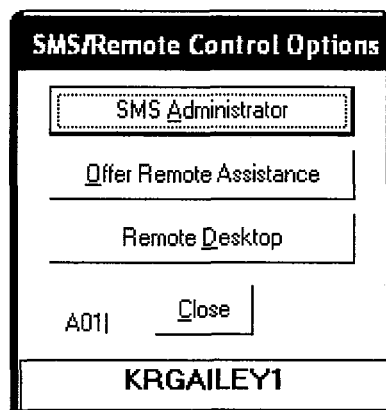 SMS/Remote Control Options
SMS Administrator
Offer Remote Assistance
Remote Desktop
A01| Close
KRGAILEY1